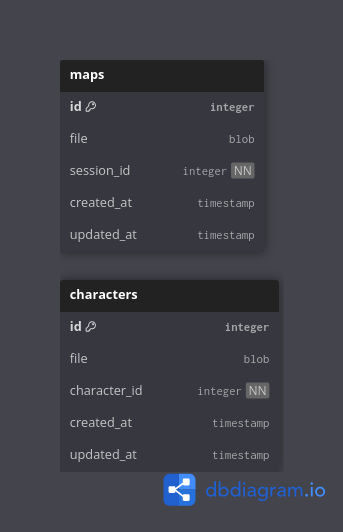 maps
id integer
file blob
session_id integer NN
created_at timestamp
updated_at timestamp
characters
id integer
file blob
character_id integer NN
created_at timestamp
updated_at timestamp
dbdiagram.io